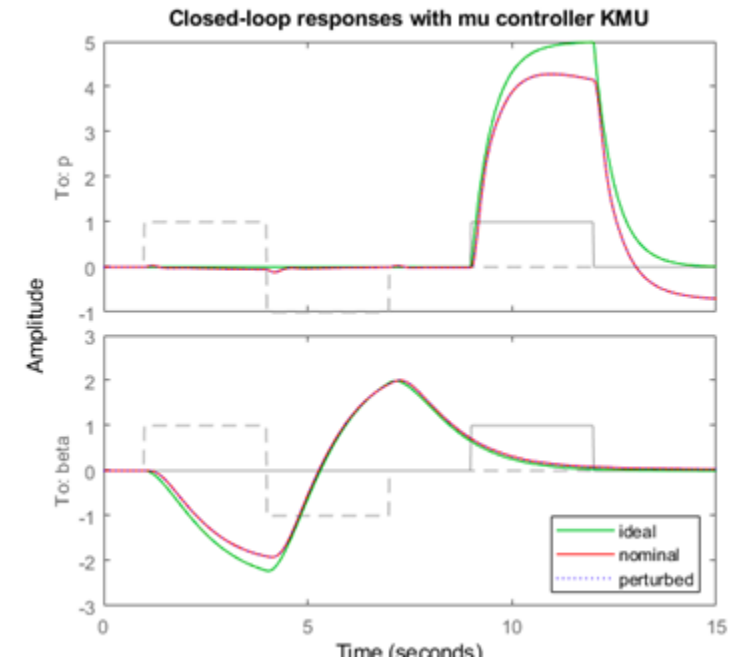 Closed-loop responses with mu controller KMU
5
4
3
2
1
0
-1
To: p
Amplitude
3
2
1
0
-1
-2
-3
To: beta
ideal
nominal
perturbed
0
5
10
15
Time (seconds)